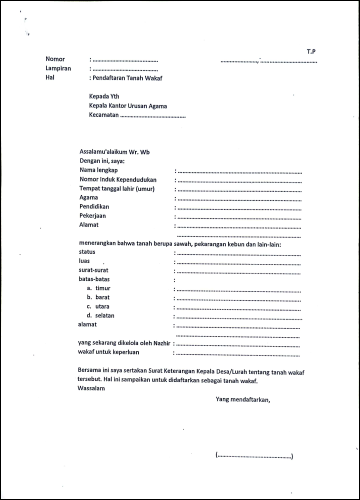 T.P
Nomor : ........................................ ......................, ................................
Lampiran : ........................................
Hal : Pendaftaran Tanah Wakaf
Kepada Yth
Kepala Kantor Urusan Agama
Kecamatan ........................................
Assalamu'alaikum Wr. Wb
Dengan ini, saya:
Nama lengkap : ........................................
Nomor Induk Kependudukan : ........................................
Tempat tanggal lahir (umur) : ........................................
Agama : ........................................
Pendidikan : ........................................
Pekerjaan : ........................................
Alamat : ........................................
........................................
menerangkan bahwa tanah berupa sawah, pekarangan kebun dan lain-lain:
status : ........................................
luas : ........................................
surat-surat : ........................................
batas-batas :
a. timur : ........................................
b. barat : ........................................
c. utara : ........................................
d. selatan : ........................................
alamat : ........................................
........................................
yang sekarang dikelola oleh Nazhir : ........................................
wakaf untuk keperluan : ........................................
Bersama ini saya sertakan Surat Keterangan Kepala Desa/Lurah tentang tanah wakaf
tersebut. Hal ini sampaikan untuk didaftarkan sebagai tanah wakaf.
Wassalam
Yang mendaftarkan,
(........................................)